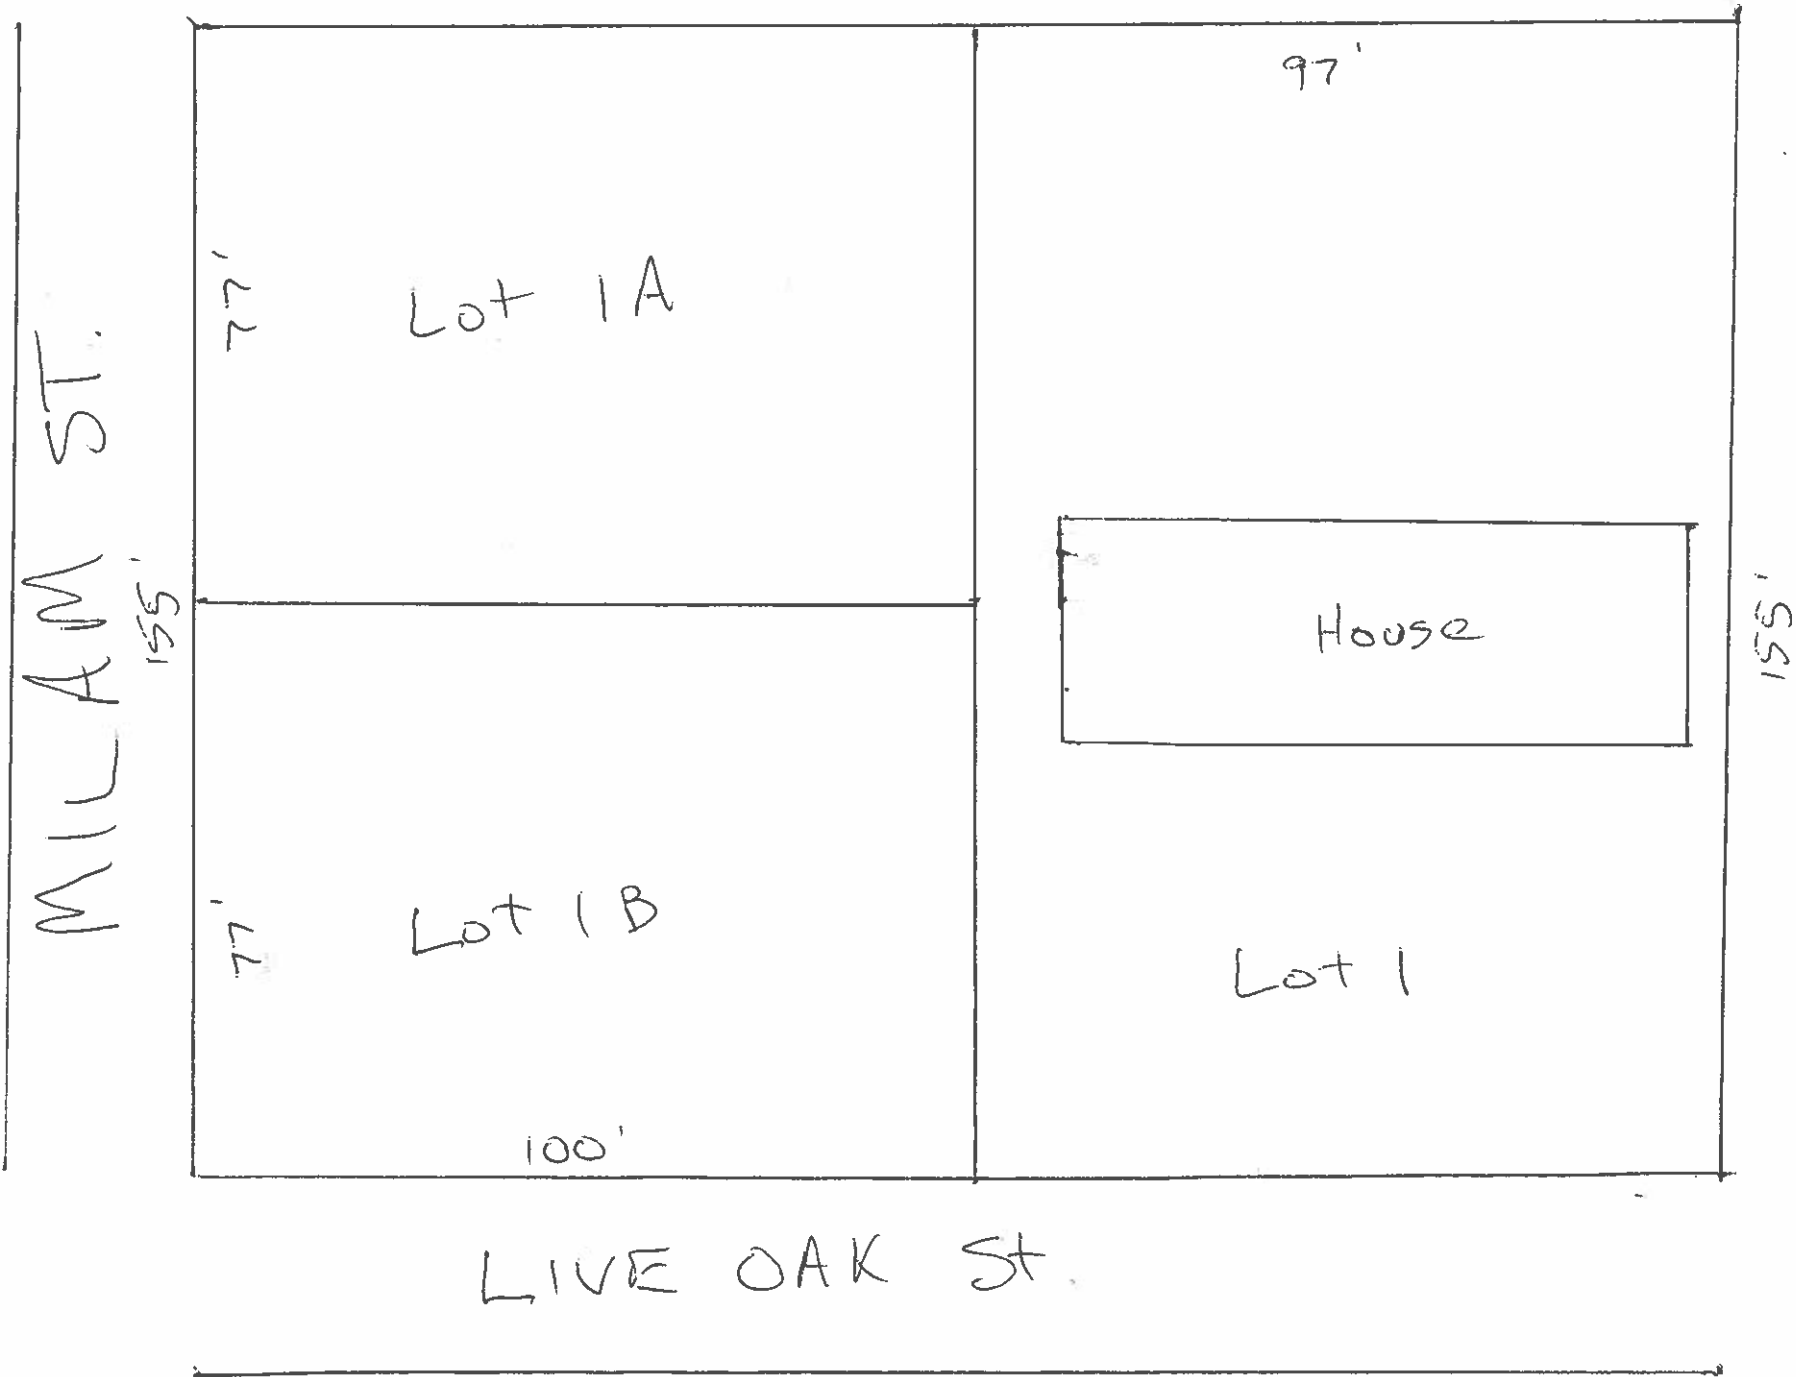 97'
77'
Lot 1A
MILAM ST.
155'
House
155'
77'
Lot 1B
Lot 1
100'
LIVE OAK St.